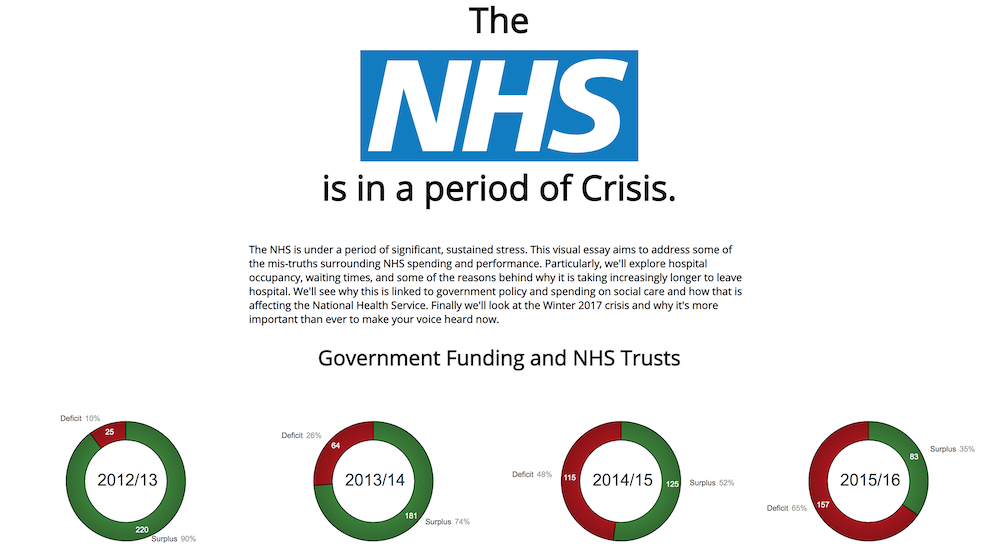 The
NHS
is in a period of Crisis.
The NHS is under a period of significant, sustained stress. This visual essay aims to address some of
the mis-truths surrounding NHS spending and performance. Particularly, we'll explore hospital
occupancy, waiting times, and some of the reasons behind why it is taking increasingly longer to leave
hospital. We'll see why this is linked to government policy and spending on social care and how that is
affecting the National Health Service. Finally we'll look at the Winter 2017 crisis and why it's more
important than ever to make your voice heard now.
Government Funding and NHS Trusts
Deficit 10%
25
2012/13
220
Surplus 90%
Deficit 26%
64
2013/14
181
Surplus 74%
Deficit 48%
115
2014/15
125
Surplus 52%
83
Surplus 35%
2015/16
Deficit 65%
157